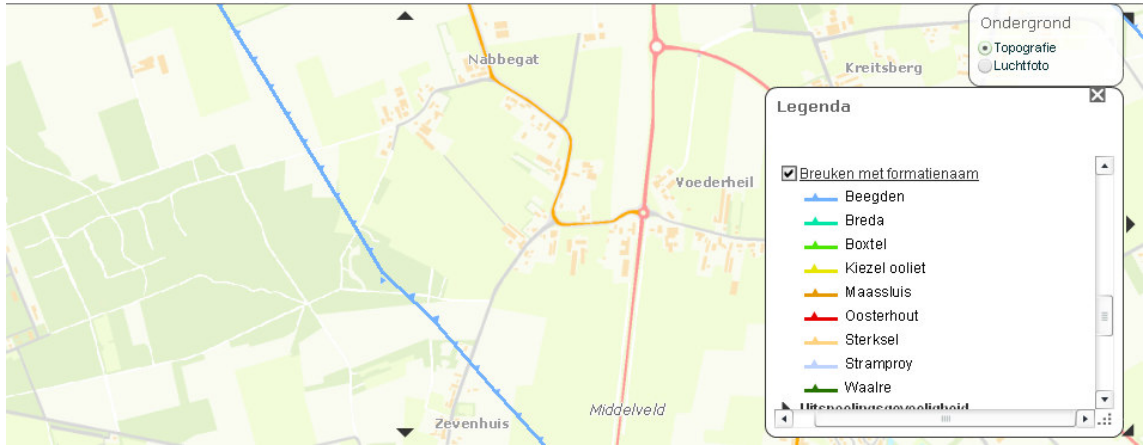 Ondergrond
Topografie
Luchtfoto
Nabbegat
Kreitsberg
Legenda
Breuken met formatienaam
Beegden
Breda
Boxtel
Kiezel ooliet
Maassluis
Oosterhout
Sterksel
Stramproy
Waalre
Uitspoelingsgevoeligheid
Voederheil
Middelveld
Zevenhuis